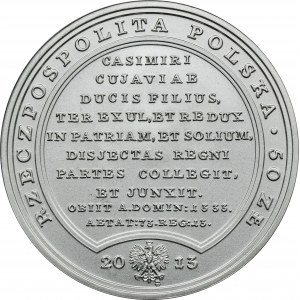 RZECZPOSPOLITA POLSKA · 50 ZŁ
CASIMIRI
CUJAVIAE
DUCIS FILIUS,
TER EXUL, ET REDUX
IN PATRIAM, ET SOLIUM,
DISJECTAS REGNI
PARTES COLLEGIT,
ET JUNXIT.
OBIIT A.DOMIN: 1333.
AETAT: 73. REG: 13.
20 13